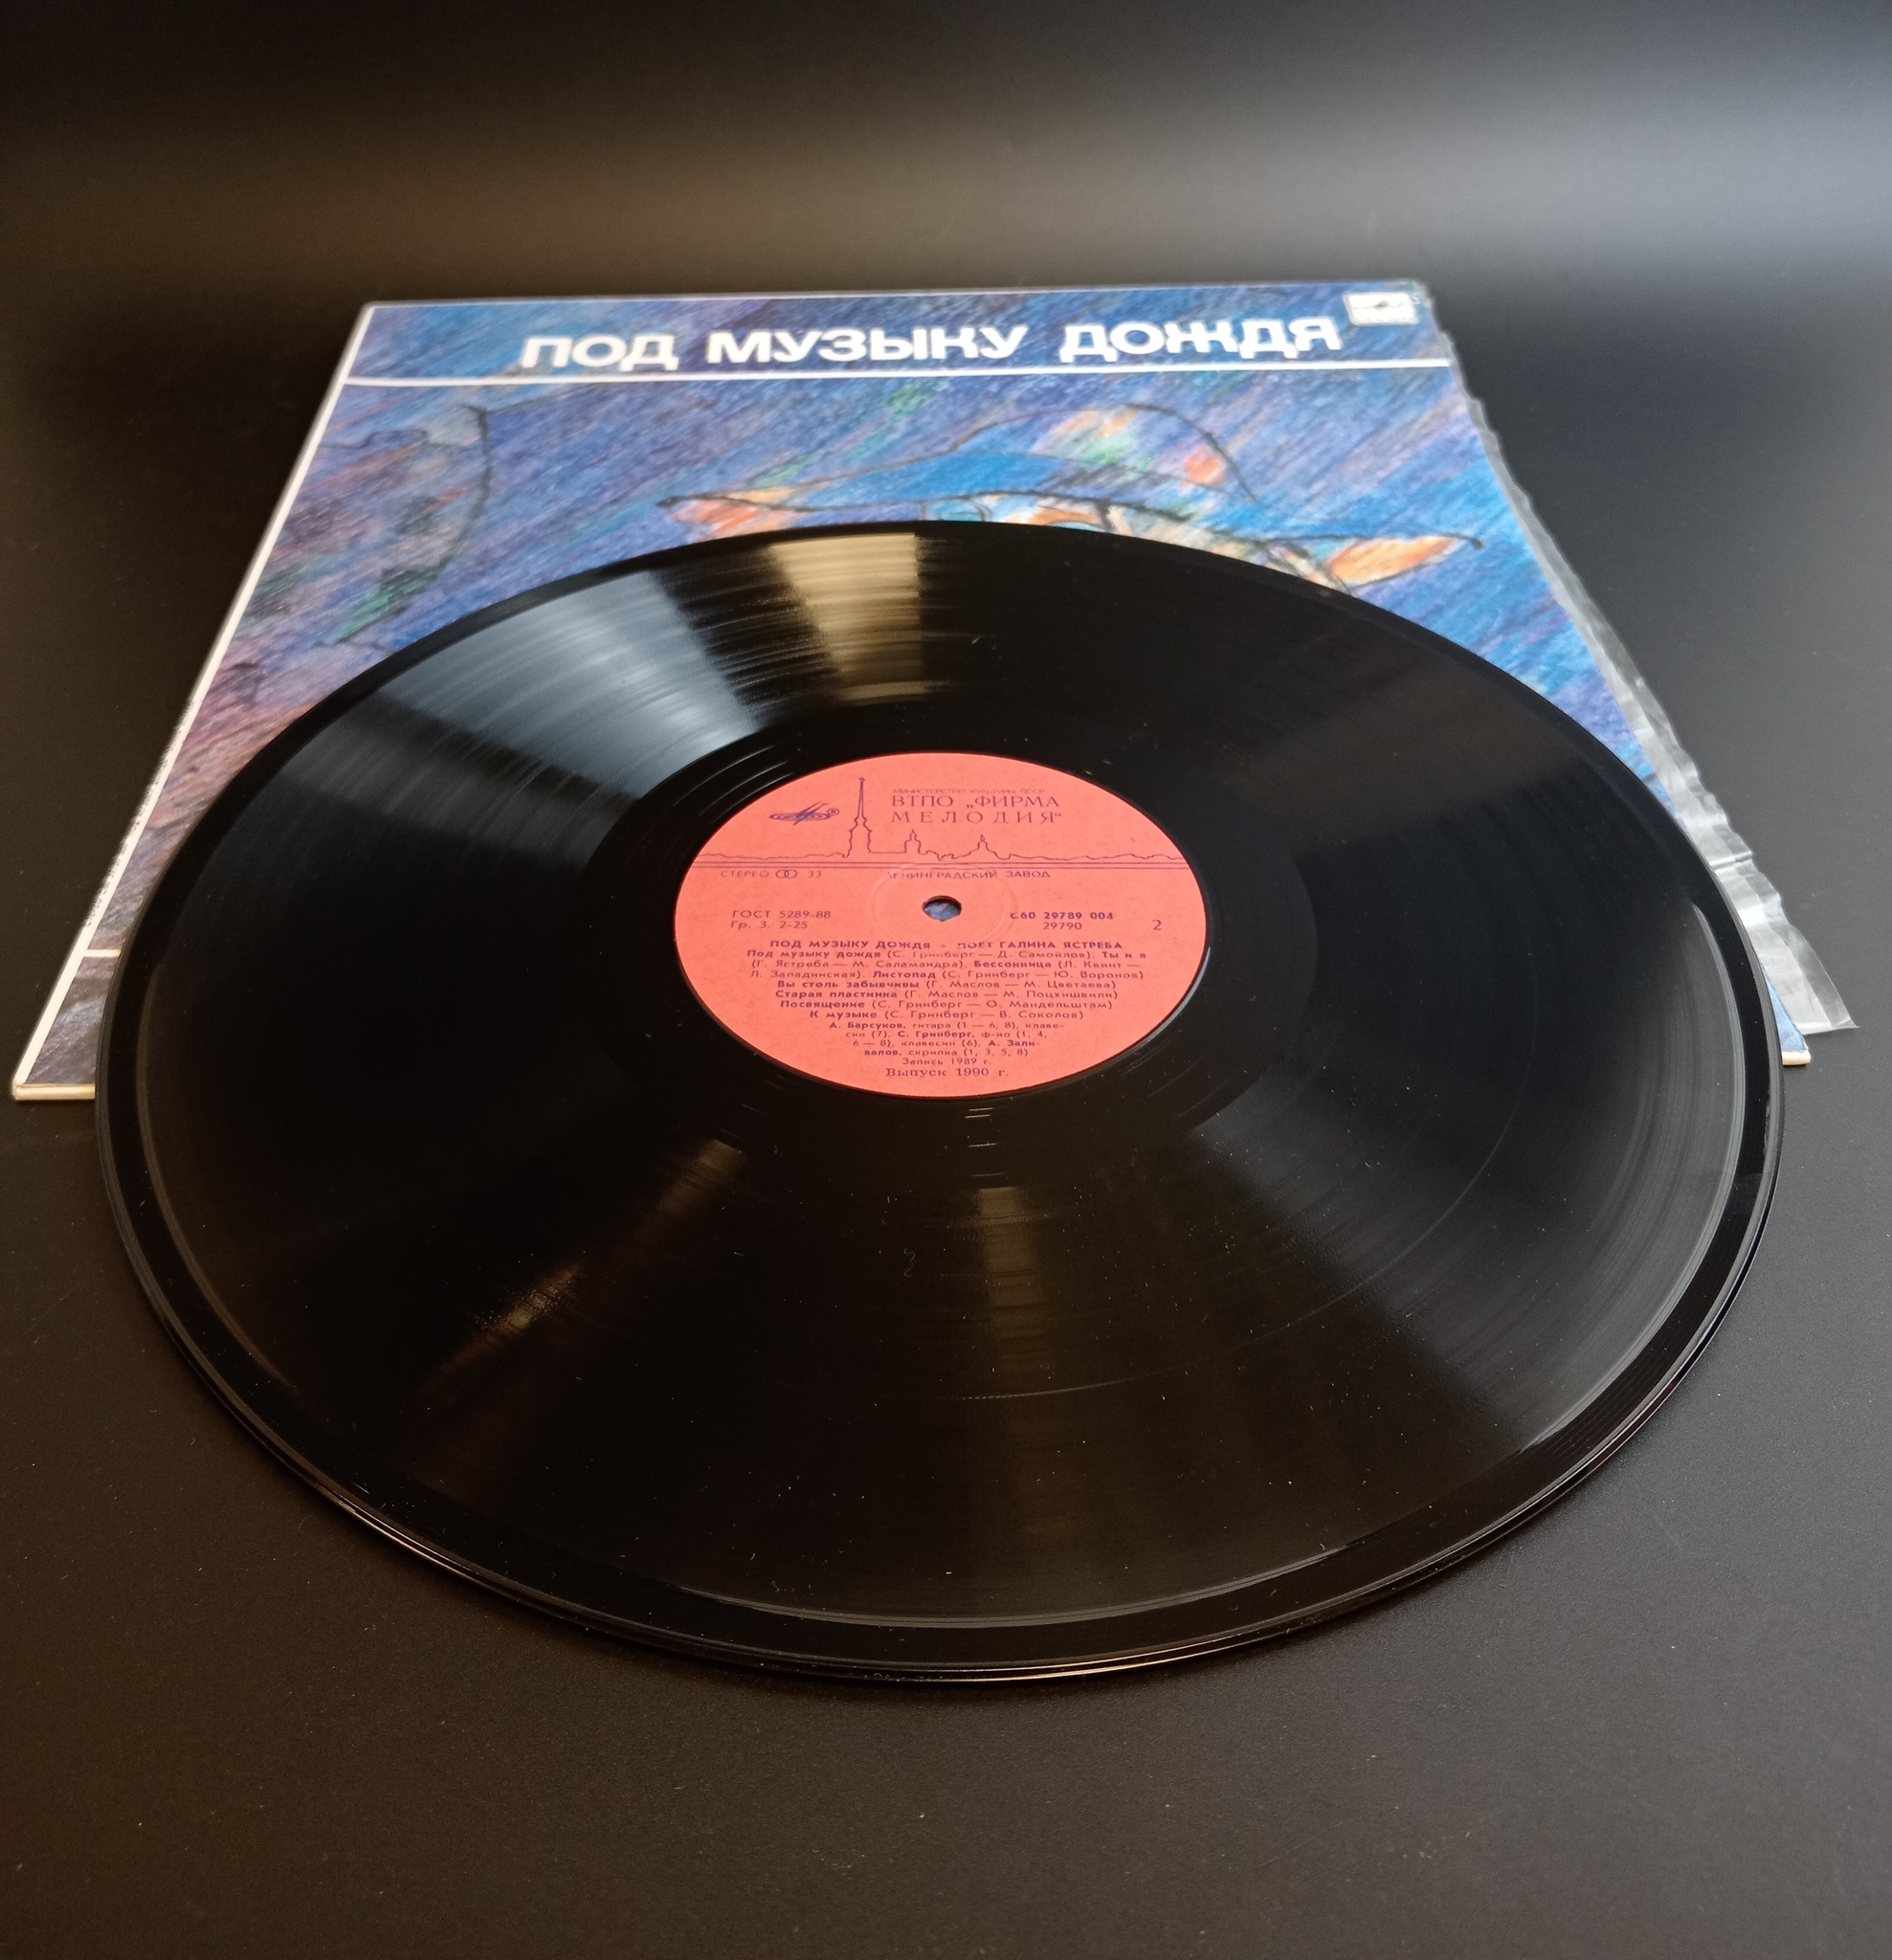 ПОД МУЗЫКУ ДОЖДЯ
МИНИСТЕРСТВО КУЛЬТУРЫ СССР
ВТПО „ФИРМА
МЕЛОДИЯ“
СТЕРЕО 33
ЛЕНИНГРАДСКИЙ ЗАВОД
ГОСТ 5289-88
Гр. 3. 2-25
С60 29789 004
29790
2
ПОД МУЗЫКУ ДОЖДЯ - ПОЕТ ГАЛИНА ЯСТРЕБА
Под музыку дождя (С. Гринберг — Д. Самойлов). Ты и я
(Г. Ястреба — М. Саламандра). Бессонница (Л. Квинт —
Л. Западинская). Листопад (С. Гринберг — Ю. Воронов)
Вы столь забывчивы (Г. Маслов — М. Цветаева)
Старая пластинка (Г. Маслов — М. Поцхишвили)
Посвящение (С. Гринберг — О. Мандельштам)
К музыке (С. Гринберг — В. Соколов)
А. Барсуков, гитара (1 — 6, 8), клаве-
син (7), С. Гринберг, ф-но (1, 4,
6 — 8), клавесин (6), А. Запи-
валов, скрипка (1, 3, 5, 8)
Запись 1989 г.
Выпуск 1990 г.